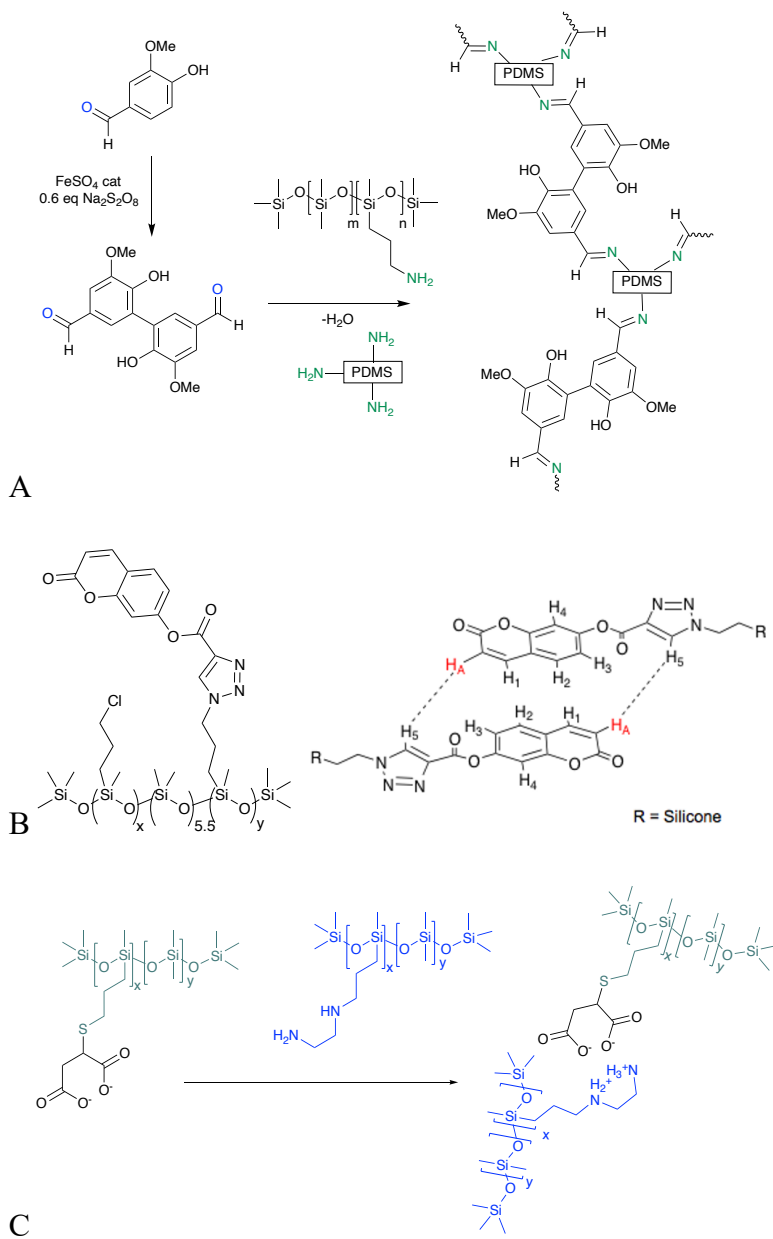 OMe
OH
O
H
FeSO4 cat
0.6 eq Na2S2O8
OMe
OH
O
O
H
H
HO
OMe
Si O Si O Si O Si
m n
NH2
-H2O
NH2
H2N PDMS
NH2
H N N H
PDMS
N H
OMe
HO
OH
MeO
H
H N N
PDMS
H N
OH
MeO
OMe
HO
H
N
A
O O
O
O
N
N
N
Cl
Si O Si O Si O Si O Si
x 5.5 y
B
H4 N N
O O O N R
O
HA H3 H5
H1 H2
H2 H1 HA
H5 H3
O
R N O O O
N N H4
R = Silicone
Si O Si O Si O Si
x y
S
O
O-
O O-
Si O Si O Si O Si
x y
HN
H2N
Si O Si O Si O Si
x y
S
O O
O- O-
Si
O
H3+N
H2+
N
Si
x
O
Si
y
O
Si
C